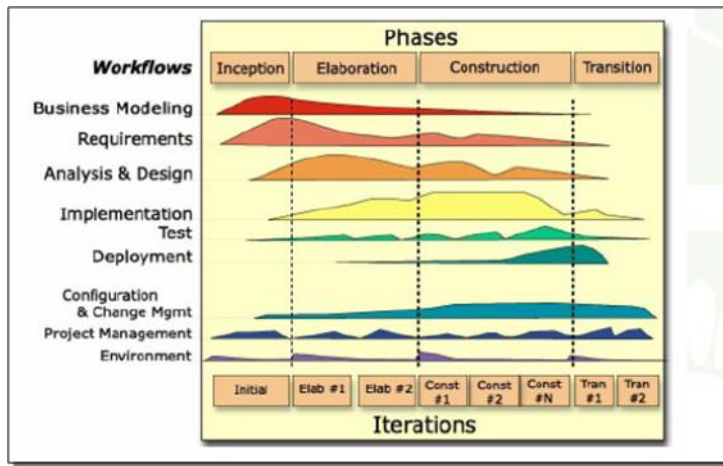 Phases
Workflows
Inception
Elaboration
Construction
Transition
Business Modeling
Requirements
Analysis & Design
Implementation
Test
Deployment
Configuration
& Change Mgmt
Project Management
Environment
Initial
Elab #1
Elab #2
Const
#1
Const
#2
Const
#N
Tran
#1
Tran
#2
Iterations